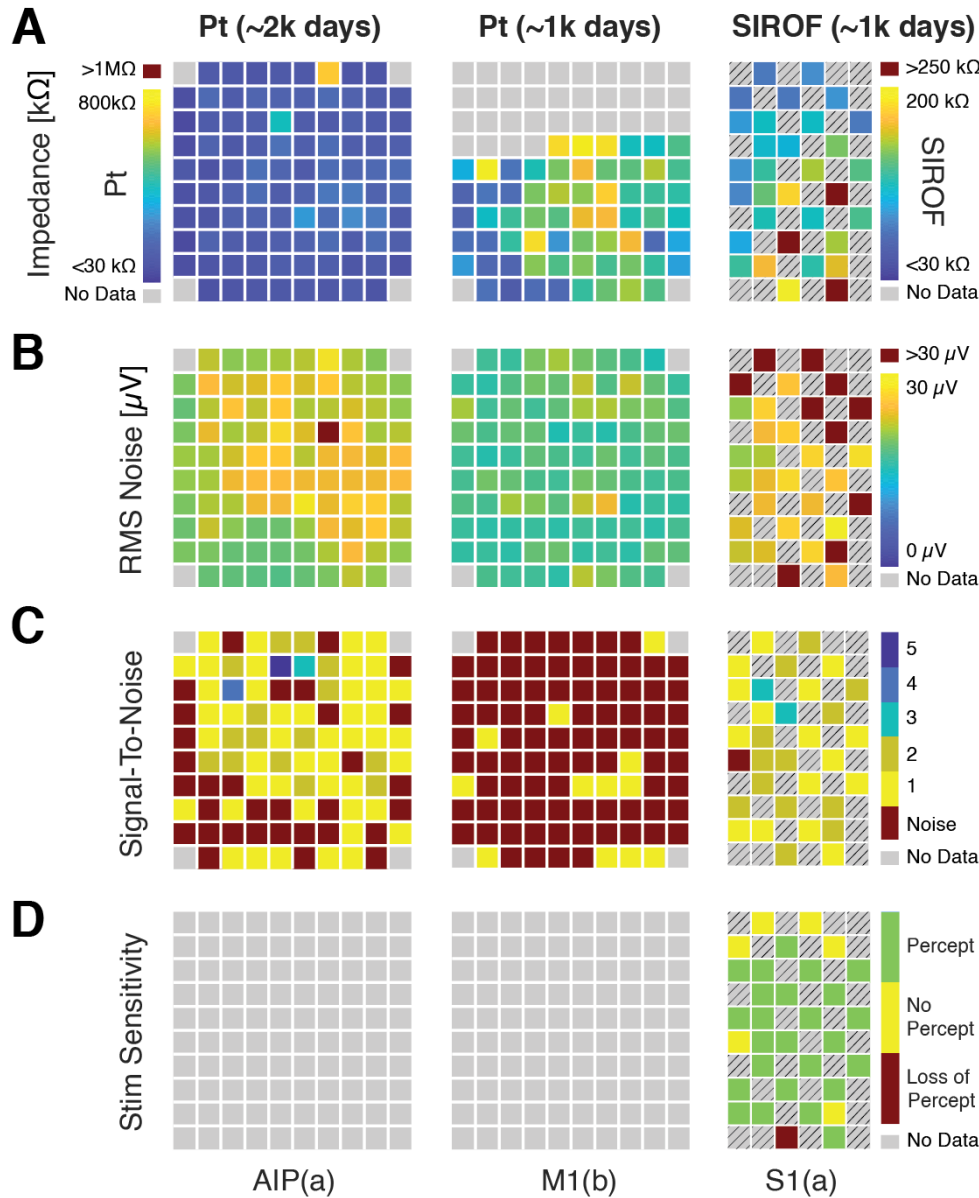 A
Pt (~2k days)
Pt (~1k days)
SIROF (~1k days)
Impedance [kΩ]
>1MΩ
800kΩ
Pt
<30 kΩ
No Data
>250 kΩ
200 kΩ
SIROF
<30 kΩ
No Data
B
RMS Noise [µV]
>30 µV
30 µV
0 µV
No Data
C
Signal-To-Noise
5
4
3
2
1
Noise
No Data
D
Stim Sensitivity
Percept
No
Percept
Loss of
Percept
No Data
AIP(a)
M1(b)
S1(a)